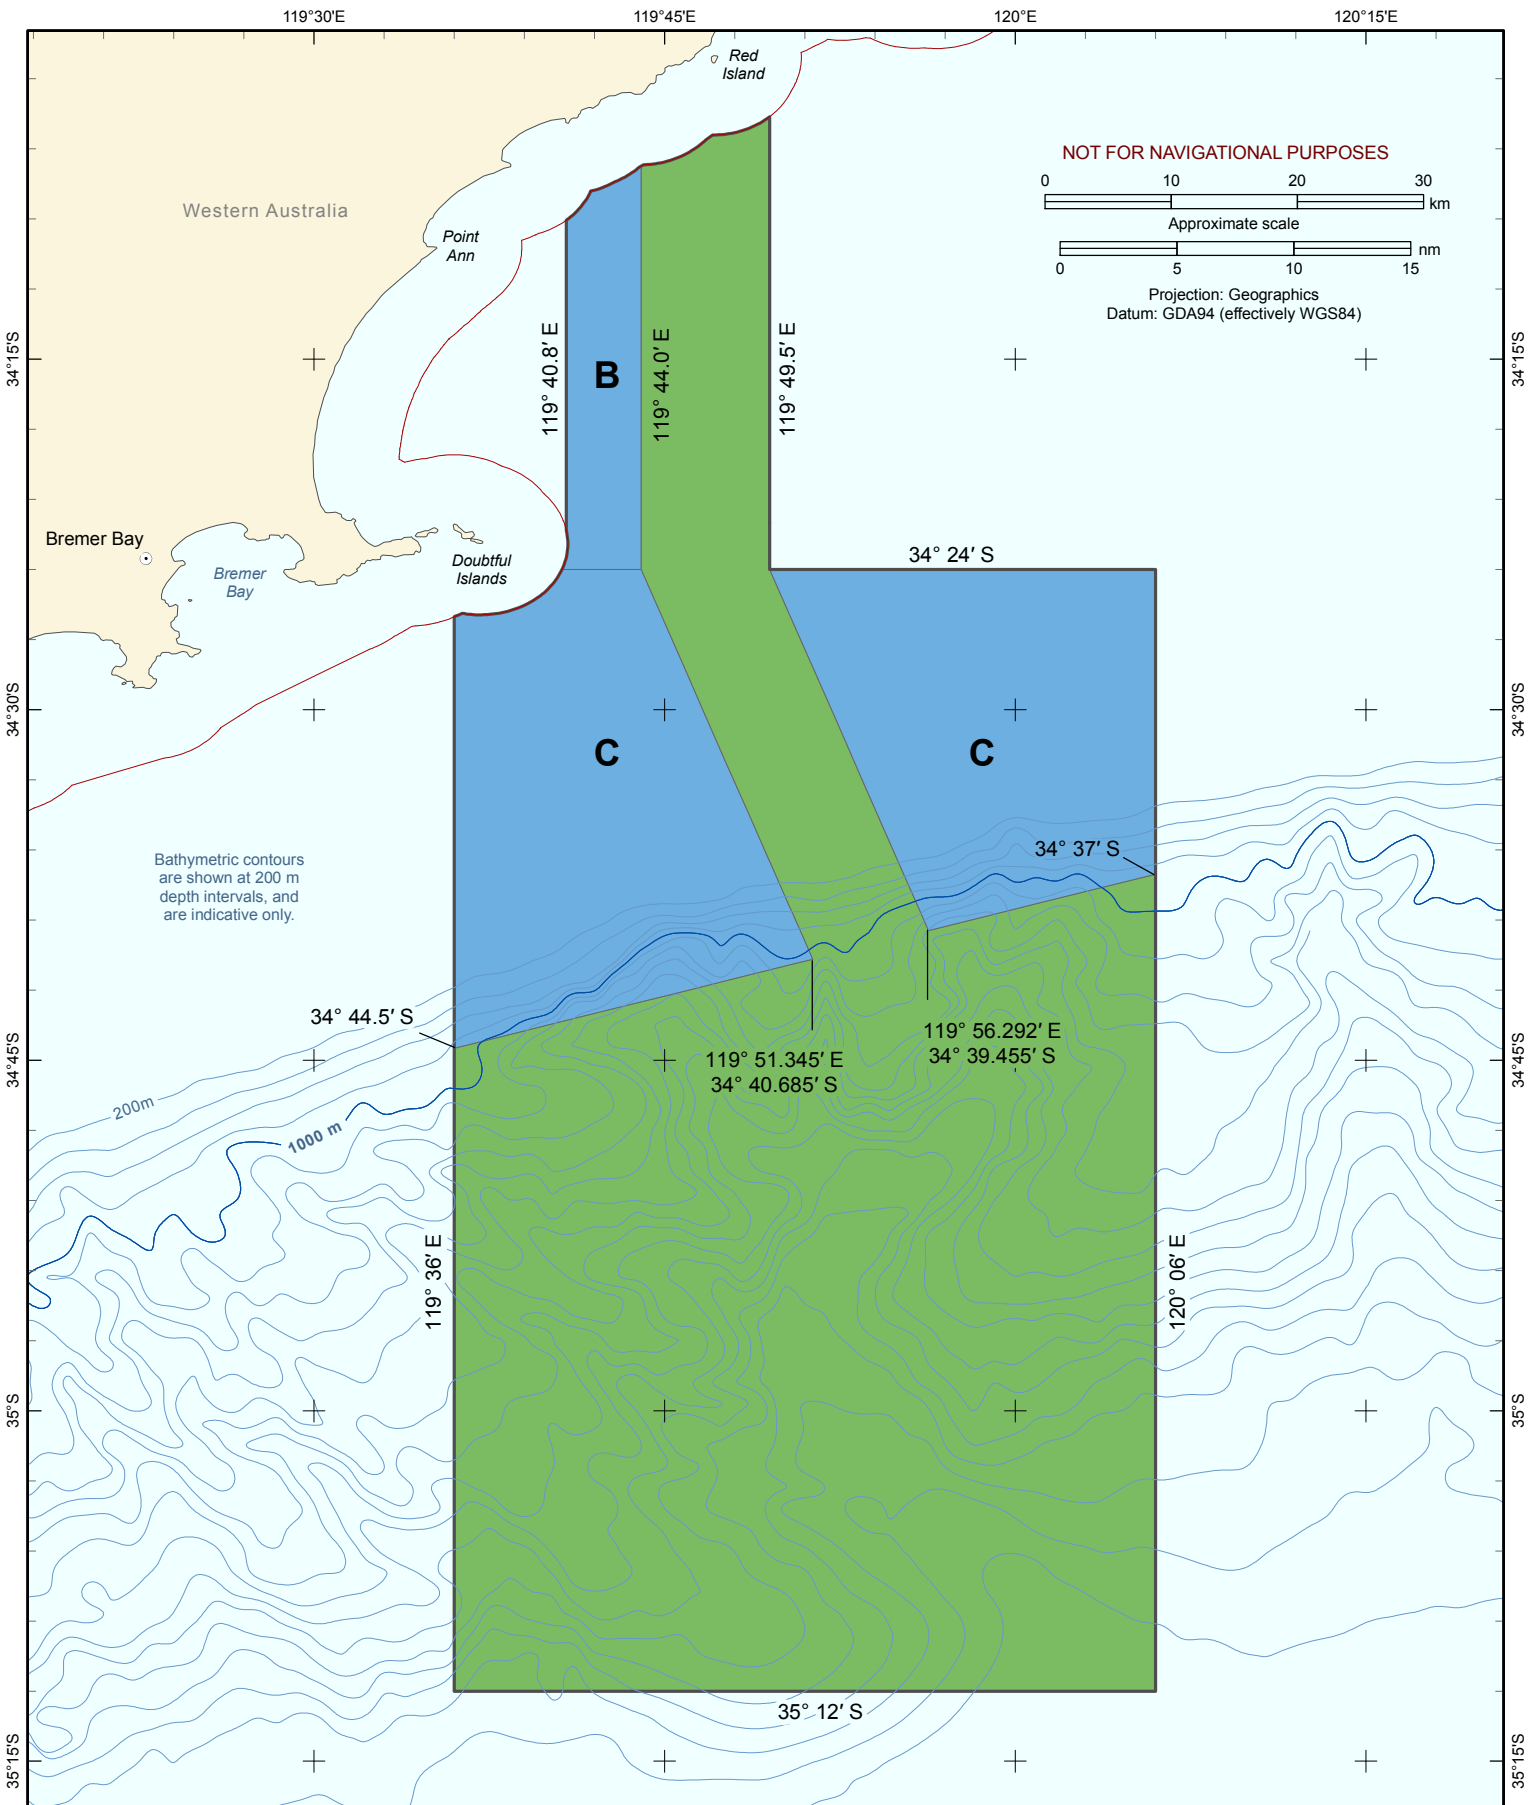 119°30'E
119°45'E
120°E
120°15'E
Red
Island
NOT FOR NAVIGATIONAL PURPOSES
0 10 20 30
km
Approximate scale
nm
0 5 10 15
Projection: Geographics
Datum: GDA94 (effectively WGS84)
Western Australia
Point
Ann
34°15'S
34°15'S
119° 40.8′ E
B
119° 44.0′ E
119° 49.5′ E
Bremer Bay
Bremer
Bay
Doubtful
Islands
34° 24′ S
34°30'S
34°30'S
C
C
34° 37′ S
Bathymetric contours
are shown at 200 m
depth intervals, and
are indicative only.
34° 44.5′ S
34°45'S
34°45'S
119° 56.292′ E
34° 39.455′ S
119° 51.345′ E
34° 40.685′ S
200m
1000 m
119° 36′ E
120° 06′ E
35°S
35°S
35° 12′ S
35°15'S
35°15'S